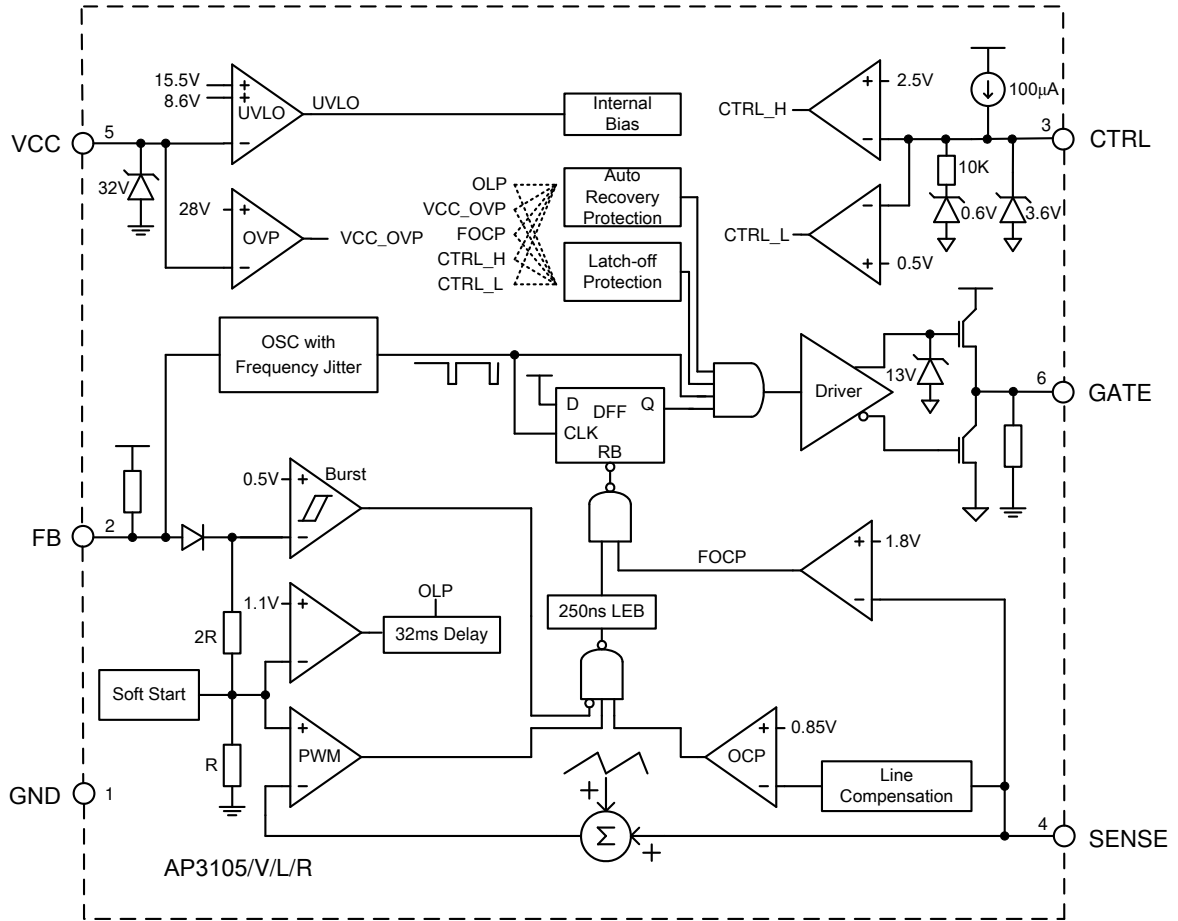 15.5V
+
8.6V
+
UVLO
−
UVLO
Internal
Bias
VCC
5
32V
28V
+
OVP
−
VCC_OVP
OLP
VCC_OVP
FOCP
CTRL_H
CTRL_L
Auto
Recovery
Protection
Latch-off
Protection
CTRL_H
+
2.5V
−
100μA
3
CTRL
10K
0.6V
3.6V
CTRL_L
−
+
0.5V
OSC with
Frequency Jitter
D
DFF
Q
CLK
RB
Driver
13V
6
GATE
FB
2
0.5V
+
Burst
−
1.1V
+
−
OLP
32ms Delay
2R
Soft Start
R
+
PWM
−
250ns LEB
FOCP
+
1.8V
−
+
0.85V
OCP
−
Line
Compensation
GND
1
+
Σ
+
4
SENSE
AP3105/V/L/R